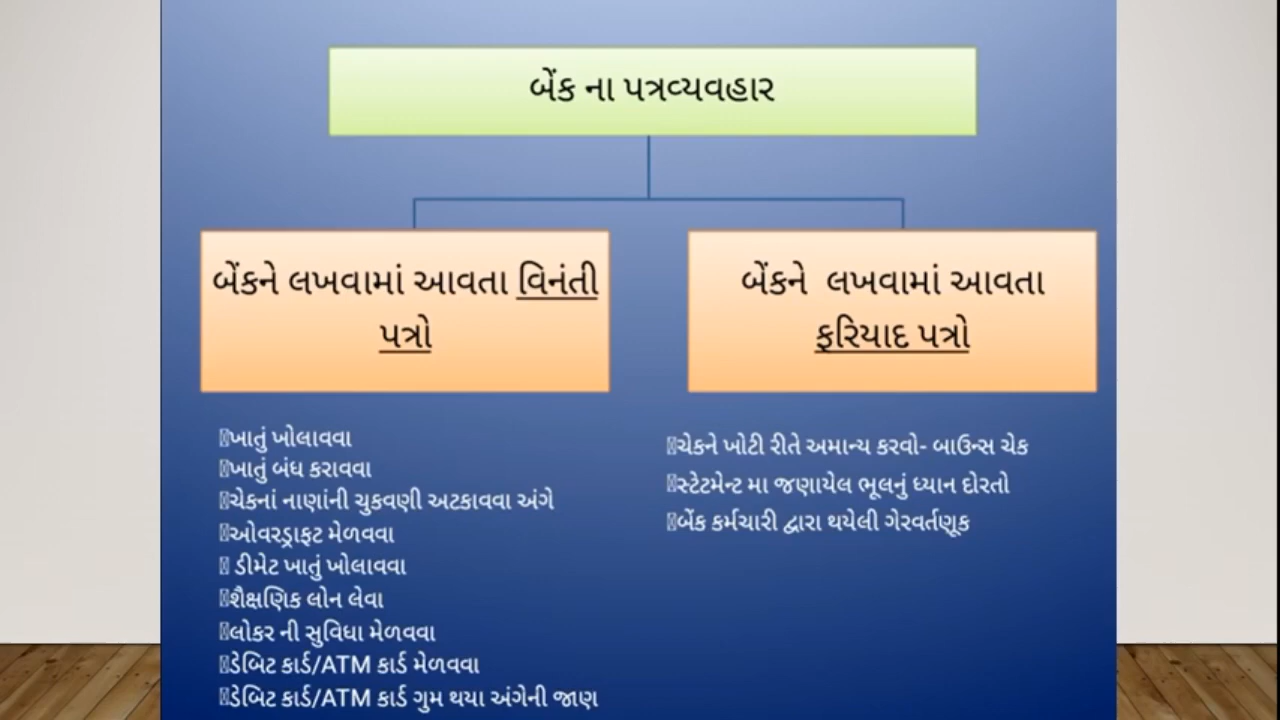 બેંક ના પત્રવ્યવહાર
બેંકને લખવામાં આવતા વિનંતી
પત્રો
બેંકને લખવામાં આવતા
ફરિયાદ પત્રો
ખાતું ખોલાવવા
ખાતું બંધ કરાવવા
ચેકનાં નાણાંની ચુકવણી અટકાવવા અંગે
ઓવરડ્રાફટ મેળવવા
ડીમેટ ખાતું ખોલાવવા
શૈક્ષણિક લોન લેવા
લોકર ની સુવિધા મેળવવા
ડેબિટ કાર્ડ/ATM કાર્ડ મેળવવા
ડેબિટ કાર્ડ/ATM કાર્ડ ગુમ થયા અંગેની જાણ
ચેકને ખોટી રીતે અમાન્ય કરવો- બાઉન્સ ચેક
સ્ટેટમેન્ટ મા જણાયેલ ભૂલનું ધ્યાન દોરતો
બેંક કર્મચારી દ્વારા થયેલી ગેરવર્તણૂક